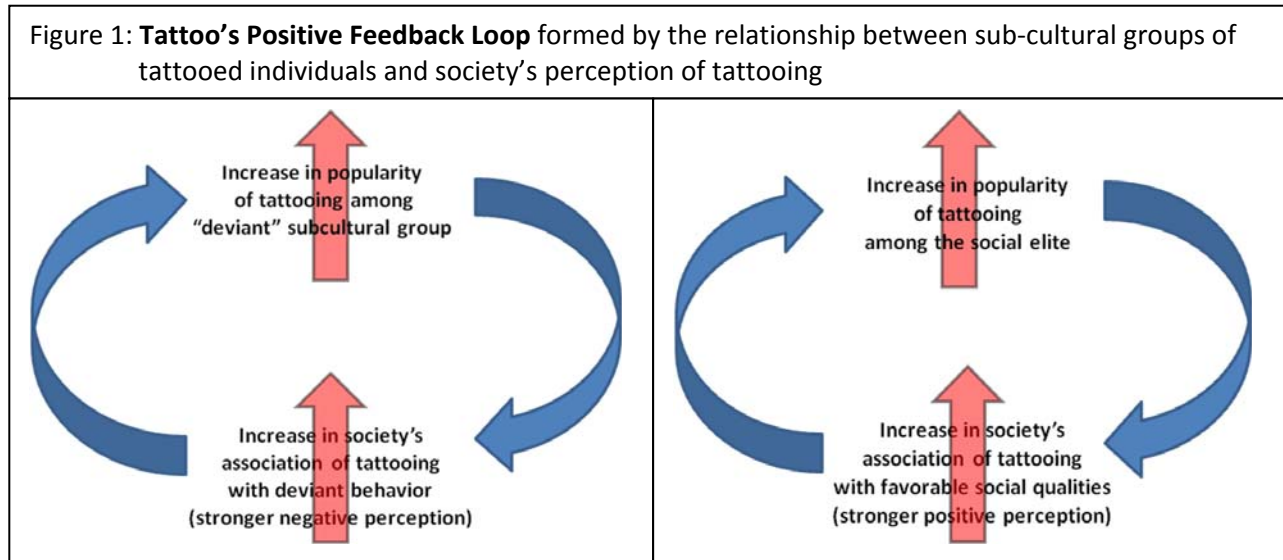 Figure 1: Tattoo’s Positive Feedback Loop formed by the relationship between sub-cultural groups of
tattooed individuals and society’s perception of tattooing
Increase in popularity
of tattooing among
“deviant” subcultural group
Increase in society’s
association of tattooing
with deviant behavior
(stronger negative perception)
Increase in popularity
of tattooing
among the social elite
Increase in society’s
association of tattooing
with favorable social qualities
(stronger positive perception)